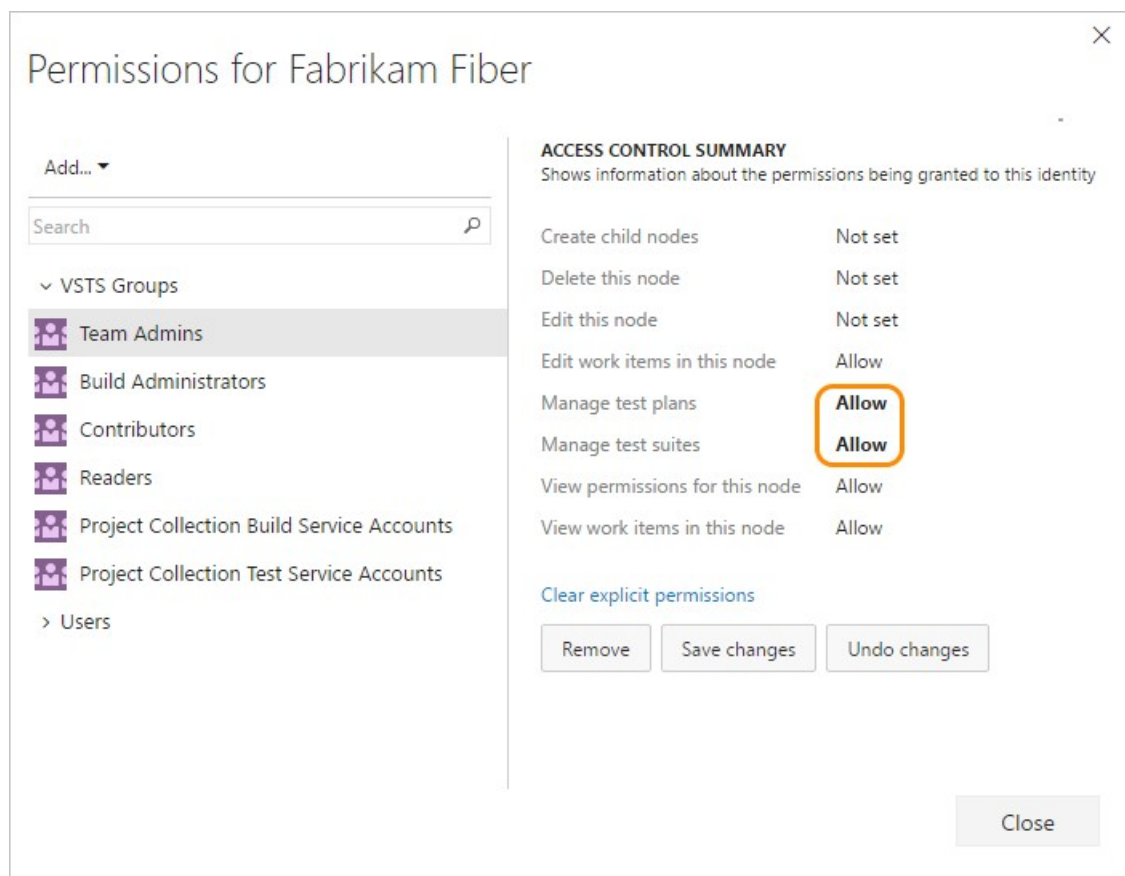 Permissions for Fabrikam Fiber
Add...
Search
VSTS Groups
Team Admins
Build Administrators
Contributors
Readers
Project Collection Build Service Accounts
Project Collection Test Service Accounts
Users
ACCESS CONTROL SUMMARY
Shows information about the permissions being granted to this identity
Create child nodes Not set
Delete this node Not set
Edit this node Not set
Edit work items in this node Allow
Manage test plans Allow
Manage test suites Allow
View permissions for this node Allow
View work items in this node Allow
Clear explicit permissions
Remove Save changes Undo changes
Close